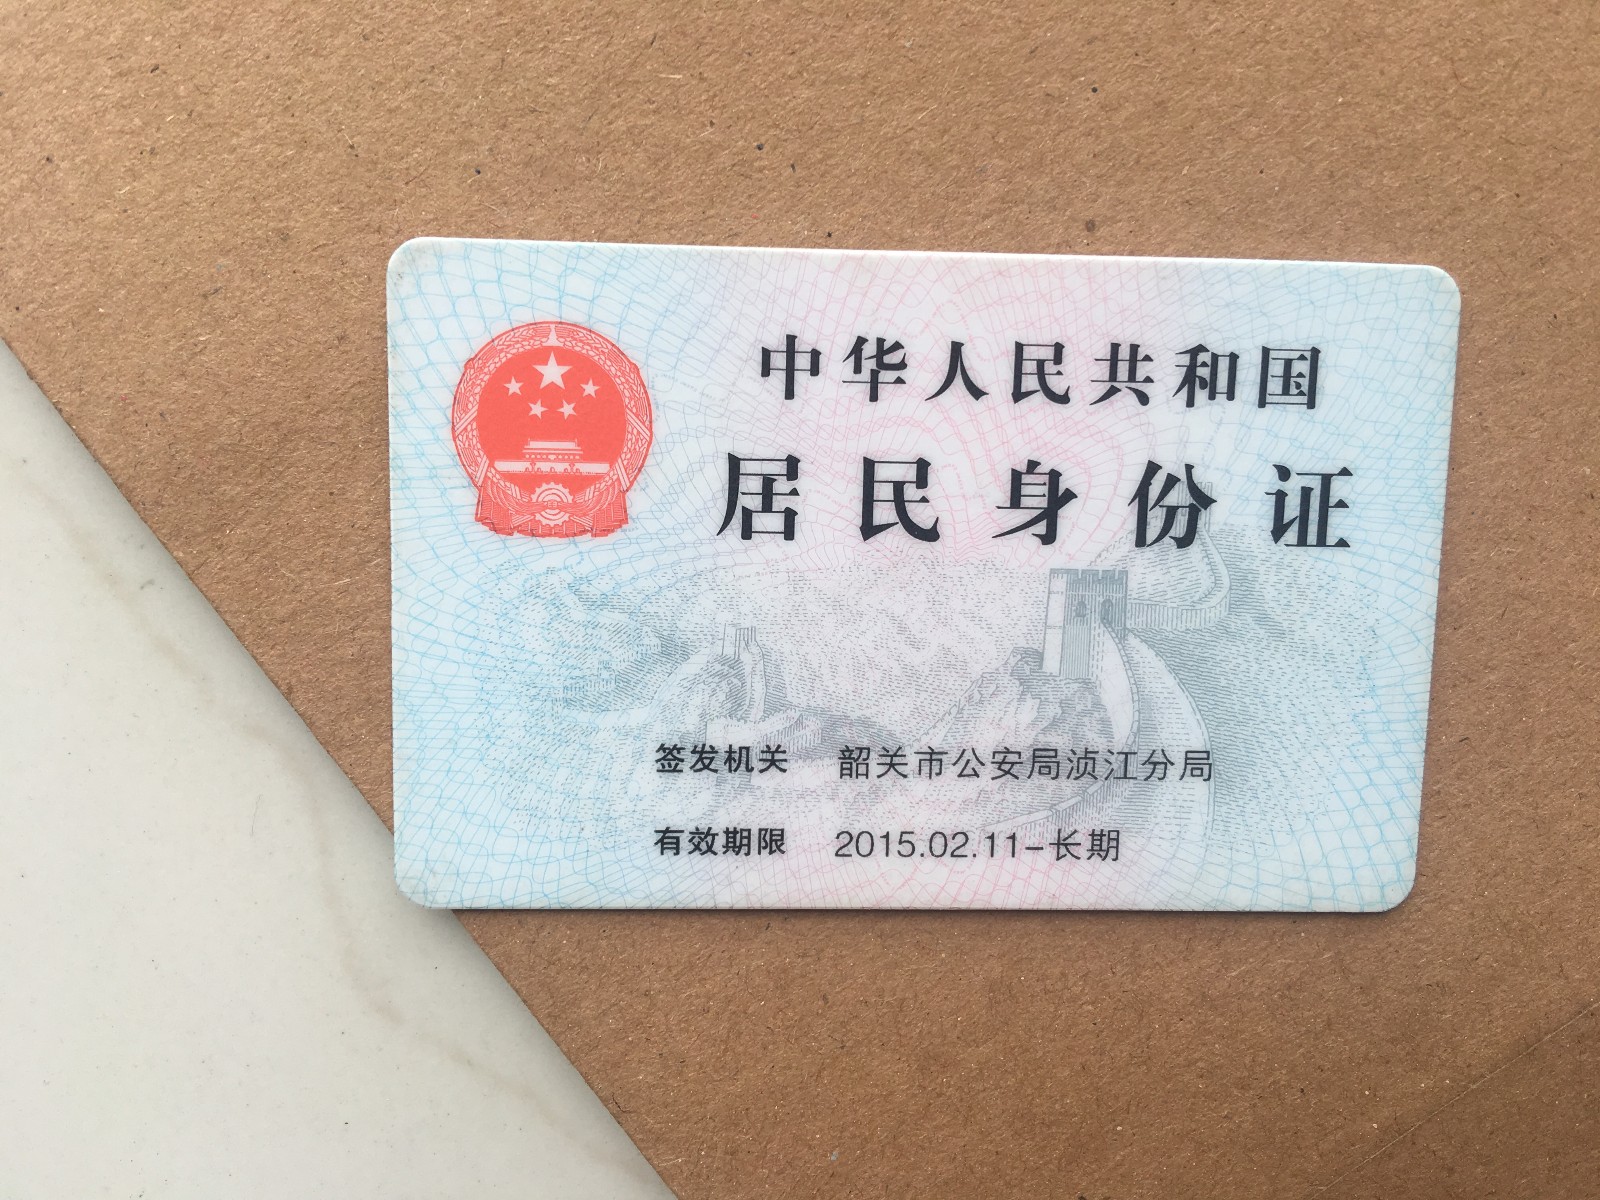 中华人民共和国
居民身份证
签发机关 韶关市公安局浈江分局
有效期限 2015.02.11-长期